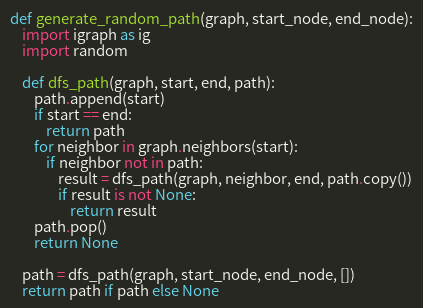 def generate_random_path(graph, start_node, end_node):
    import igraph as ig
    import random

    def dfs_path(graph, start, end, path):
        path.append(start)
        if start == end:
            return path
        for neighbor in graph.neighbors(start):
            if neighbor not in path:
                result = dfs_path(graph, neighbor, end, path.copy())
                if result is not None:
                    return result
        path.pop()
        return None

    path = dfs_path(graph, start_node, end_node, [])
    return path if path else None